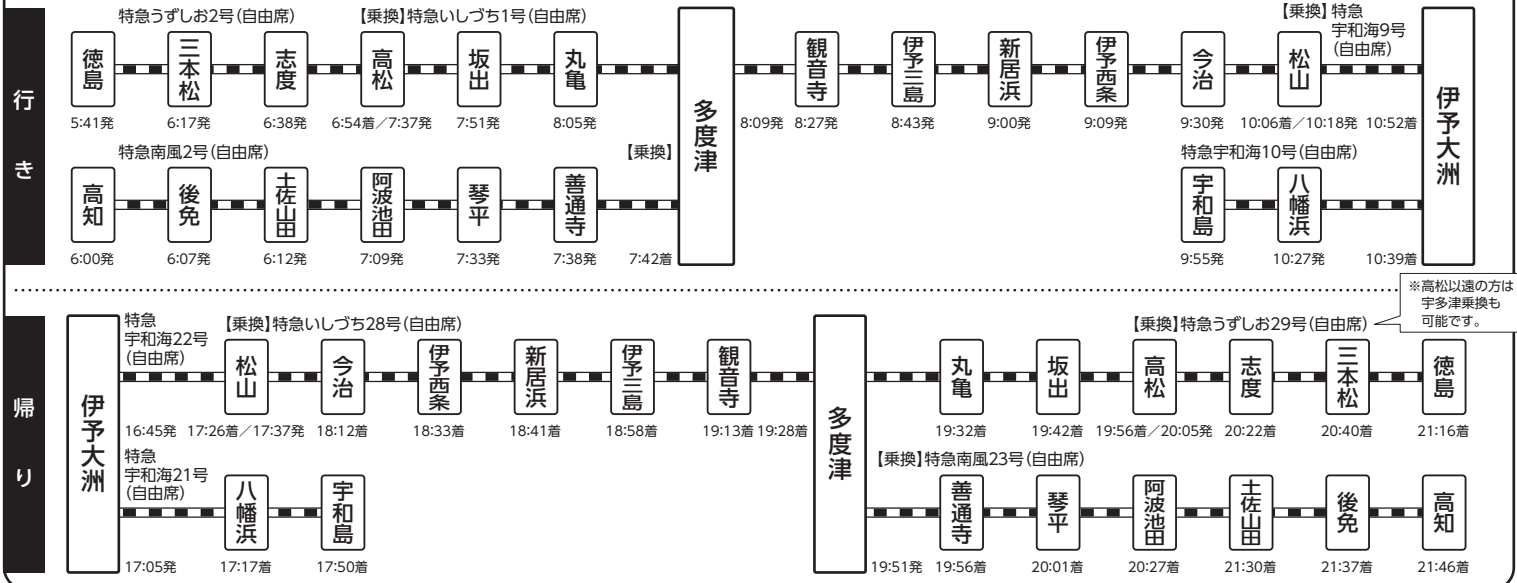 行き
特急うずしお2号(自由席)
【乗換】特急いしづち1号(自由席)
【乗換】特急
宇和海9号
(自由席)
徳島
三本松
志度
高松
坂出
丸亀
多度津
観音寺
伊予三島
新居浜
伊予西条
今治
松山
伊予大洲
5:41発
6:17発
6:38発
6:54着／7:37発
7:51発
8:05発
8:09発
8:27発
8:43発
9:00発
9:09発
9:30発
10:06着／10:18発
10:52着
特急南風2号(自由席)
【乗換】
特急宇和海10号(自由席)
高知
後免
土佐山田
阿波池田
琴平
善通寺
宇和島
八幡浜
6:00発
6:07発
6:12発
7:09発
7:33発
7:38発
7:42着
9:55発
10:27発
10:39着
※高松以遠の方は
宇多津乗換も
可能です。
帰り
特急
宇和海22号
(自由席)
【乗換】特急いしづち28号(自由席)
【乗換】特急うずしお29号(自由席)
伊予大洲
松山
今治
伊予西条
新居浜
伊予三島
観音寺
多度津
丸亀
坂出
高松
志度
三本松
徳島
16:45発
17:26着／17:37発
18:12着
18:33着
18:41着
18:58着
19:13着
19:28着
19:32着
19:42着
19:56着／20:05発
20:22着
20:40着
21:16着
特急
宇和海21号
(自由席)
【乗換】特急南風23号(自由席)
八幡浜
宇和島
善通寺
琴平
阿波池田
土佐山田
後免
高知
17:05発
17:17着
17:50着
19:51発
19:56着
20:01着
20:27着
21:30着
21:37着
21:46着